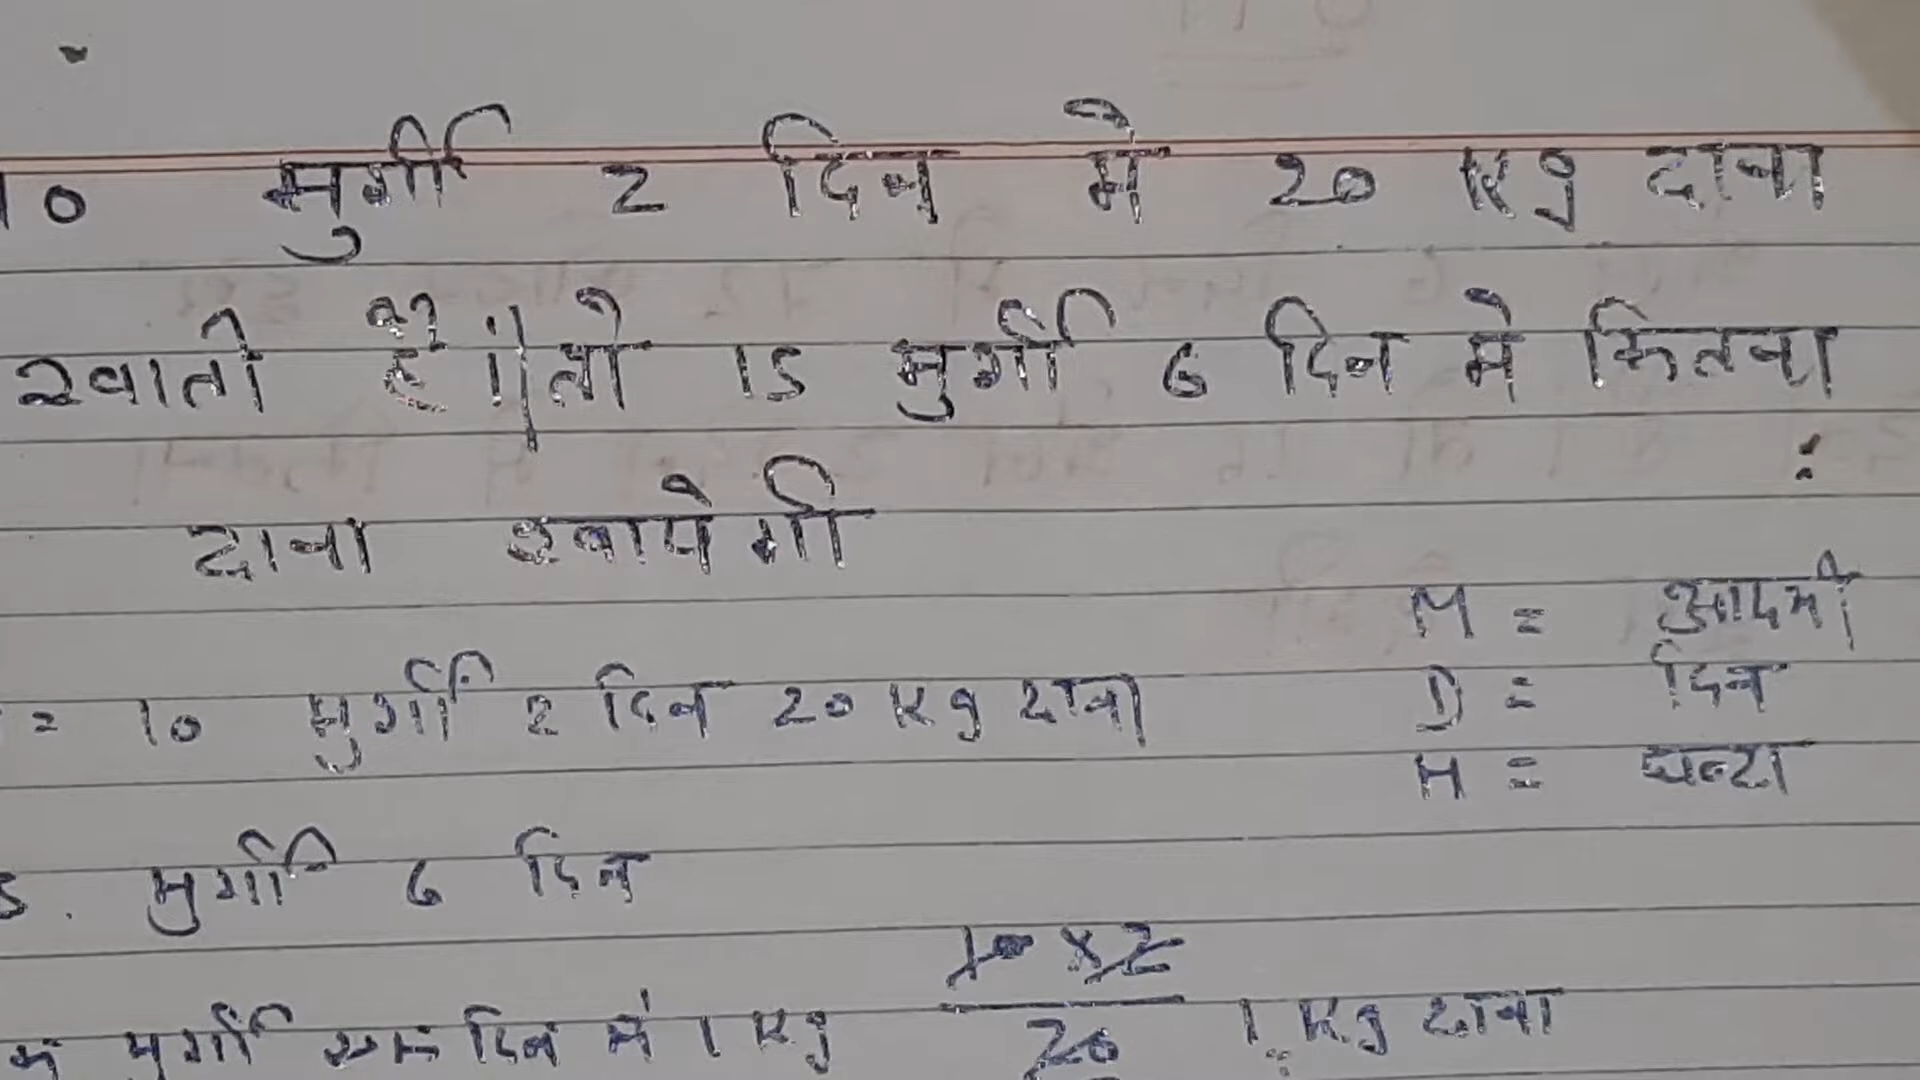 10 मुर्गी 2 दिन में 20 Kg दाना
खाती हैं। तो 15 मुर्गी 6 दिन में कितना
दाना खायेगी
M = आदमी
= 10 मुर्गी 2 दिन 20 Kg दाना
D = दिन
H = घन्टा
5. मुर्गी 6 दिन
10 x 2
मुर्गी एक दिन में 1 Kg
20
1 Kg दाना